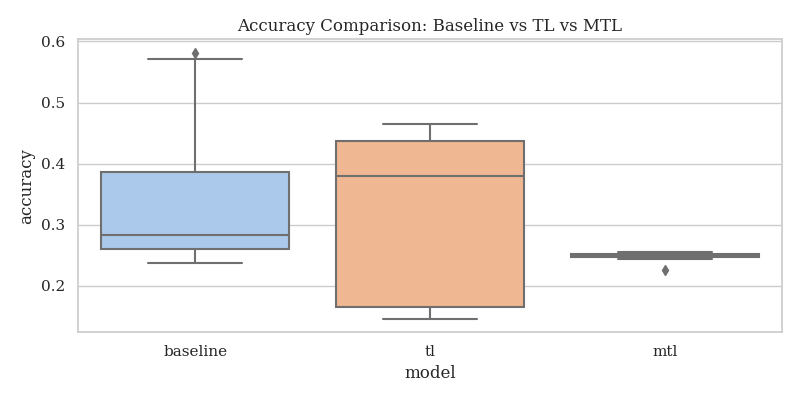 Accuracy Comparison: Baseline vs TL vs MTL
0.6
0.5
0.4
0.3
0.2
accuracy
baseline
tl
mtl
model